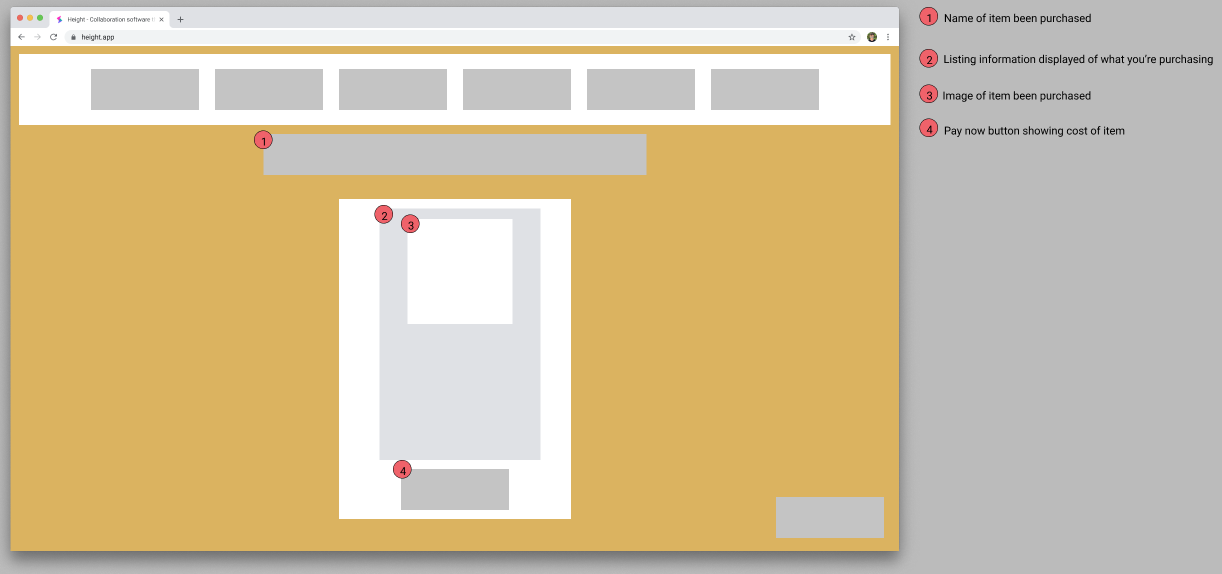 Height - Collaboration software
height.app
1 Name of item been purchased
2 Listing information displayed of what you're purchasing
3 Image of item been purchased
4 Pay now button showing cost of item
1
2
3
4